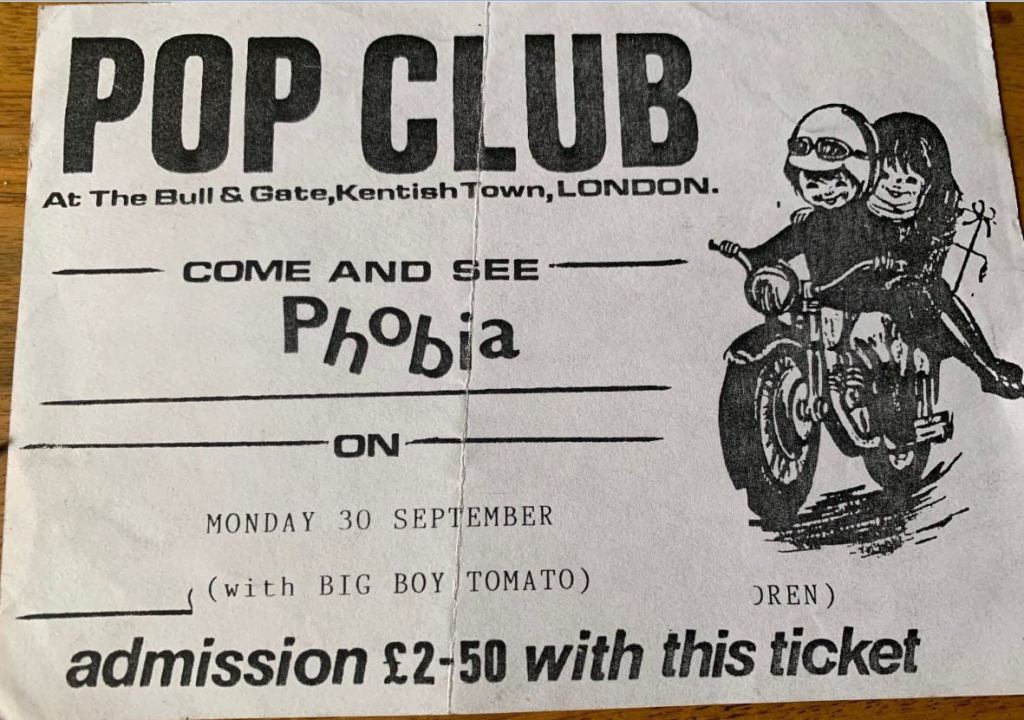 POP CLUB
At The Bull & Gate,Kentish Town, LONDON.
COME AND SEE
Phobia
ON
MONDAY 30 SEPTEMBER
(with BIG BOY TOMATO)
OREN)
admission £2-50 with this ticket